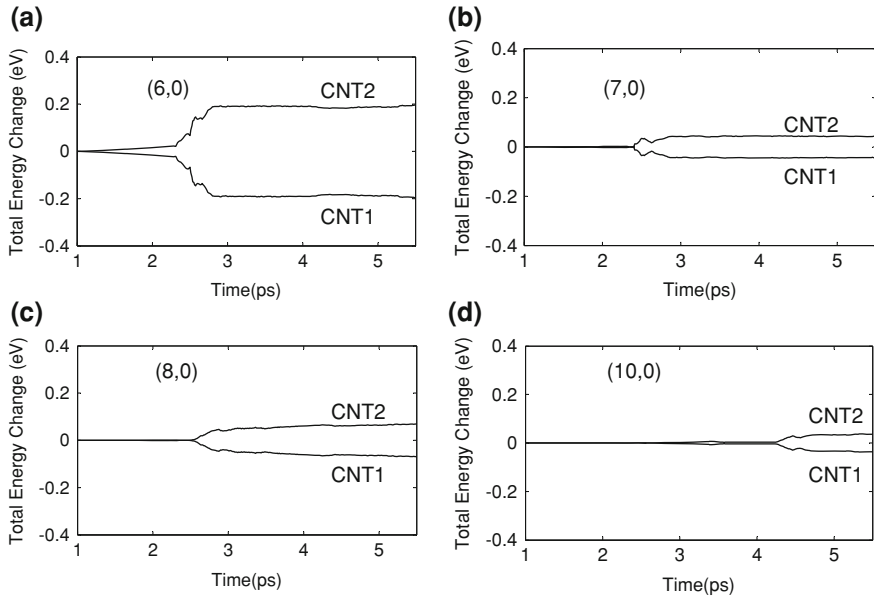 (a)
Total Energy Change (eV)
0.4
0.2
0
-0.2
-0.4
(6,0)
CNT2
CNT1
1 2 3 4 5
Time(ps)
(b)
Total Energy Change (eV)
0.4
0.2
0
-0.2
-0.4
(7,0)
CNT2
CNT1
1 2 3 4 5
Time(ps)
(c)
Total Energy Change (eV)
0.4
0.2
0
-0.2
-0.4
(8,0)
CNT2
CNT1
1 2 3 4 5
Time(ps)
(d)
Total Energy Change (eV)
0.4
0.2
0
-0.2
-0.4
(10,0)
CNT2
CNT1
1 2 3 4 5
Time(ps)